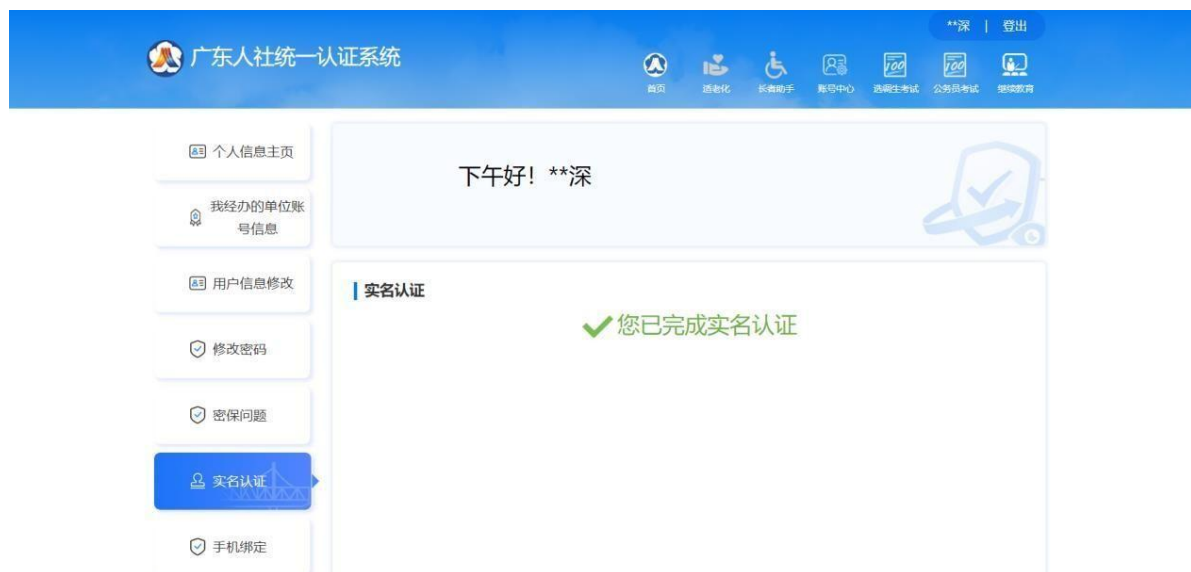 **深 | 登出
广东人社统一认证系统
首页 适老化 长者助手 账号中心 选调生考试 公务员考试 继续教育
个人信息主页
下午好！**深
我经办的单位账
号信息
用户信息修改
实名认证
您已完成实名认证
修改密码
密保问题
实名认证
手机绑定